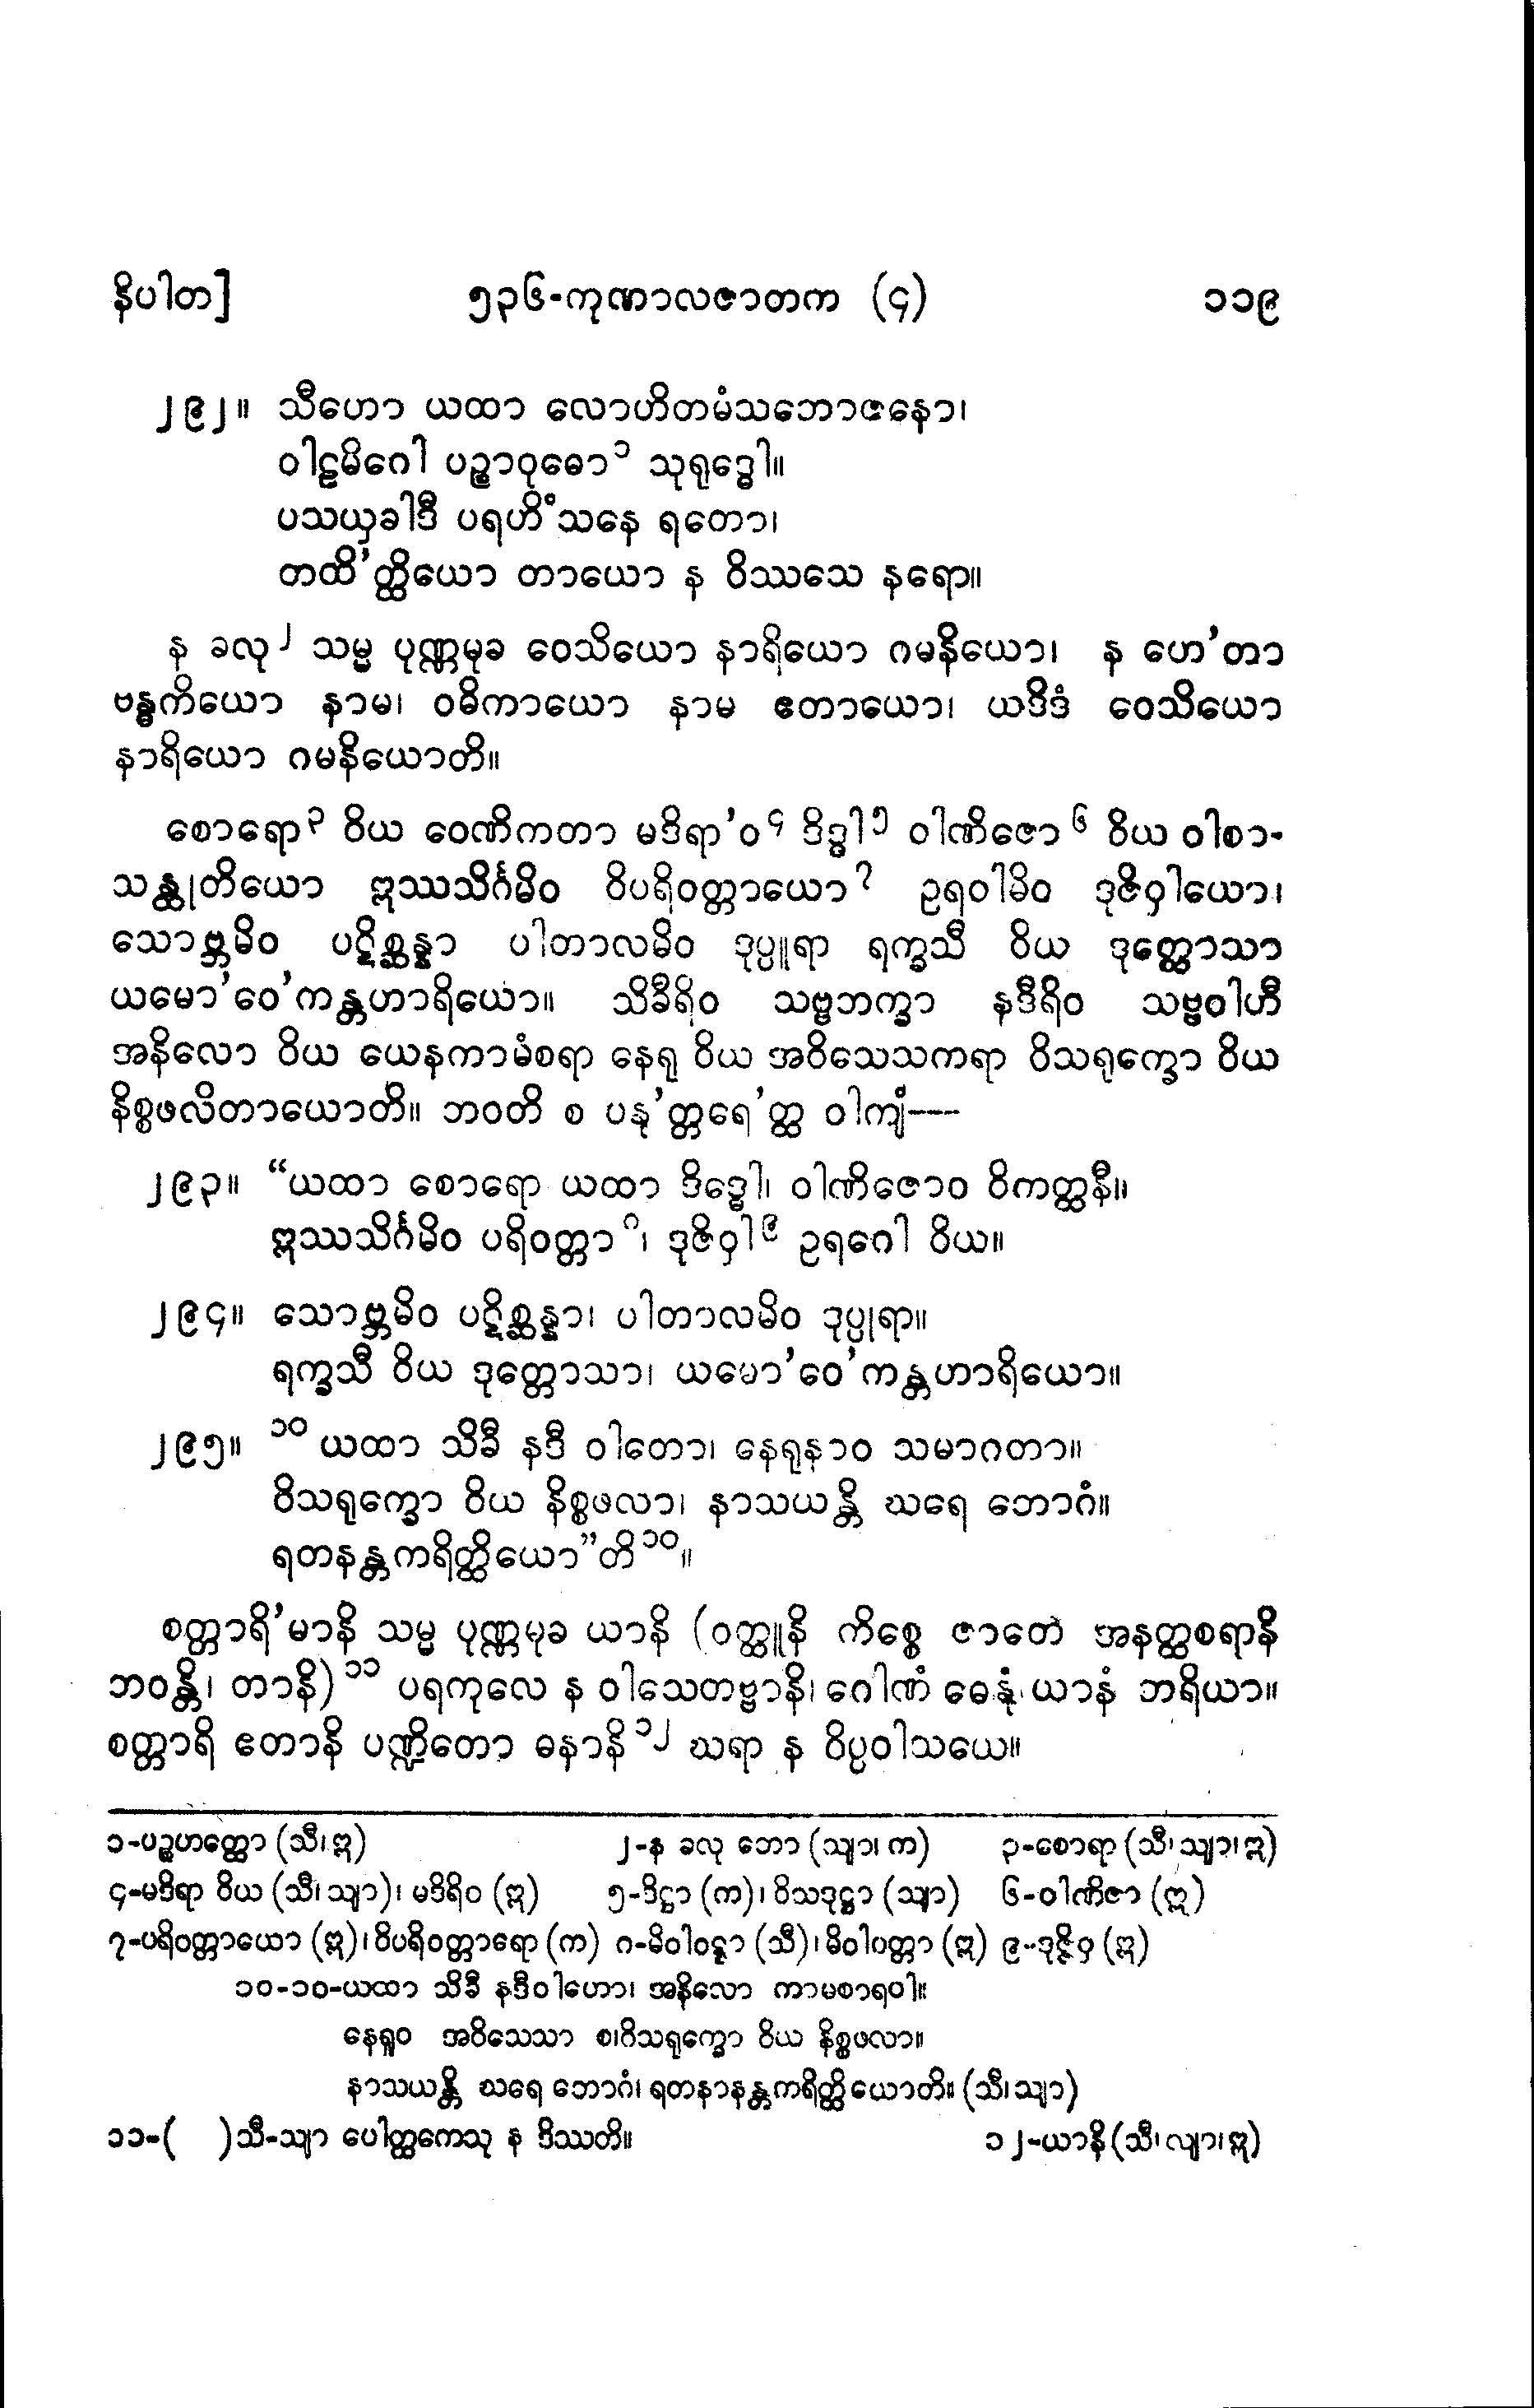 နိပါတ] ၅၃၆-ကုဏာလဇာတက (၄) ၁၁၉
၂၉၂။ သီဟော ယထာ လောဟိတမံသဘောဇနော၊
ဝါဠမိဂေါ ပဉ္စာဝုဓော၁ သုရုဒ္ဓေါ။
ပသယှခါဒီ ပရဟိံသနေ ရတော၊
တထိ’တ္ထိယော တာယော န ဝိဿသေ နရော။
န ခလု၂ သမ္မ ပုဏ္ဏမုခ ဝေသိယော နာရိယော ဂမနိယော၊ န ဟေ’တာ
ဗန္ဓကိယော နာမ၊ ဝဓိကာယော နာမ ဧတာယော၊ ယဒိဒံ ဝေသိယော
နာရိယော ဂမနိယောတိ။
စောရော၃ ဝိယ ဝေဏိကတာ မဒိရာ’ဝ၄ ဒိဒ္ဓါ၅ ဝါဏိဇော၆ ဝိယ ဝါစာ-
သန္ထုတိယော ဣဿသိင်္ဂမိဝ ဝိပရိဝတ္တာယော၇ ဥရဝါမိဝ ဒုဇိဝှါယော၊
သောဗ္ဘမိဝ ပဋိစ္ဆန္နာ ပါတာလမိဝ ဒုပ္ပူရာ ရက္ခသီ ဝိယ ဒုတ္ထောသာ
ယမော’ဝေ’ကန္တဟာရိယော။ သိခီရိဝ သဗ္ဗဘက္ခာ နဒီရိဝ သဗ္ဗဝါဟီ
အနိလော ဝိယ ယေနကာမံစရာ နေရု ဝိယ အဝိသေသကရာ ဝိသရုက္ခော ဝိယ
နိစ္စဖလိတာယောတိ။ ဘဝတိ စ ပနု’တ္တရေ’တ္ထ ဝါကျံ----
၂၉၃။ “ယထာ စောရော ယထာ ဒိဒ္ဓေါ၊ ဝါဏိဇောဝ ဝိကတ္ထနီ။
ဣဿသိင်္ဂမိဝ ပရိဝတ္တာ၈၊ ဒုဇိဝှါ၉ ဥရဂေါ ဝိယ။
၂၉၄။ သောဗ္ဘမိဝ ပဋိစ္ဆန္နာ၊ ပါတာလမိဝ ဒုပ္ပုရာ။
ရက္ခသီ ဝိယ ဒုတ္တောသာ၊ ယမော’ဝေ’ကန္တဟာရိယော။
၂၉၅။ ၁၀ ယထာ သိခီ နဒီ ဝါတော၊ နေရုနာဝ သမာဂတာ။
ဝိသရုက္ခော ဝိယ နိစ္စဖလာ၊ နာသယန္တိ ဃရေ ဘောဂံ။
ရတနန္တကရိတ္ထိယော”တိ၁၀။
စတ္တာရိ’မာနိ သမ္မ ပုဏ္ဏမုခ ယာနိ (ဝတ္ထူနိ ကိစ္စေ ဇာတေ အနတ္ထစရာနိ
ဘဝန္တိ၊ တာနိ)၁၁ ပရကုလေ န ဝါသေတဗ္ဗာနိ၊ ဂေါဏံ ဓေနုံ ယာနံ ဘရိယာ။
စတ္တာရိ ဧတာနိ ပဏ္ဍိတော ဓနာနိ၁၂ ဃရာ န ဝိပ္ပဝါသယေ။
၁-ပဉ္စဟတ္ထော (သီ၊ ဣ) ၂-န ခလု ဘော (သျာ၊ က) ၃-စောရာ (သီ၊ သျာ၊ ဣ)
၄-မဒိရာ ဝိယ (သီ၊ သျာ)၊ မဒိရိဝ (ဣ) ၅-ဒိဋ္ဌာ (က)၊ ဝိသဒုဋ္ဌာ (သျာ) ၆-ဝါဏိဇာ (ဣ)
၇-ပရိဝတ္တာယော (ဣ)၊ ဝိပရိဝတ္တာရော (က) ဂ-မိဝါဝဋ္ဋာ (သီ)၊ မိဝါပတ္တာ (ဣ) ၉-ဒုဇ္ဇိဝှ (ဣ)
၁၀-၁၀-ယထာ သိခီ နဒီဝါဟော၊ အနိလော ကာမစာရဝါ။
နေရူဝ အဝိသေသာ စ၊ ဝိသရုက္ခော ဝိယ နိစ္စဖလာ။
နာသယန္တိ ဃရေ ဘောဂံ၊ ရတနာနန္တကရိတ္ထိယောတိ။ (သီ၊ သျာ)
၁၁-( )သီ-သျာ ပေါတ္ထကေသု န ဒိဿတိ။ ၁၂-ယာနိ (သီ၊ လျာ၊ ဣ)